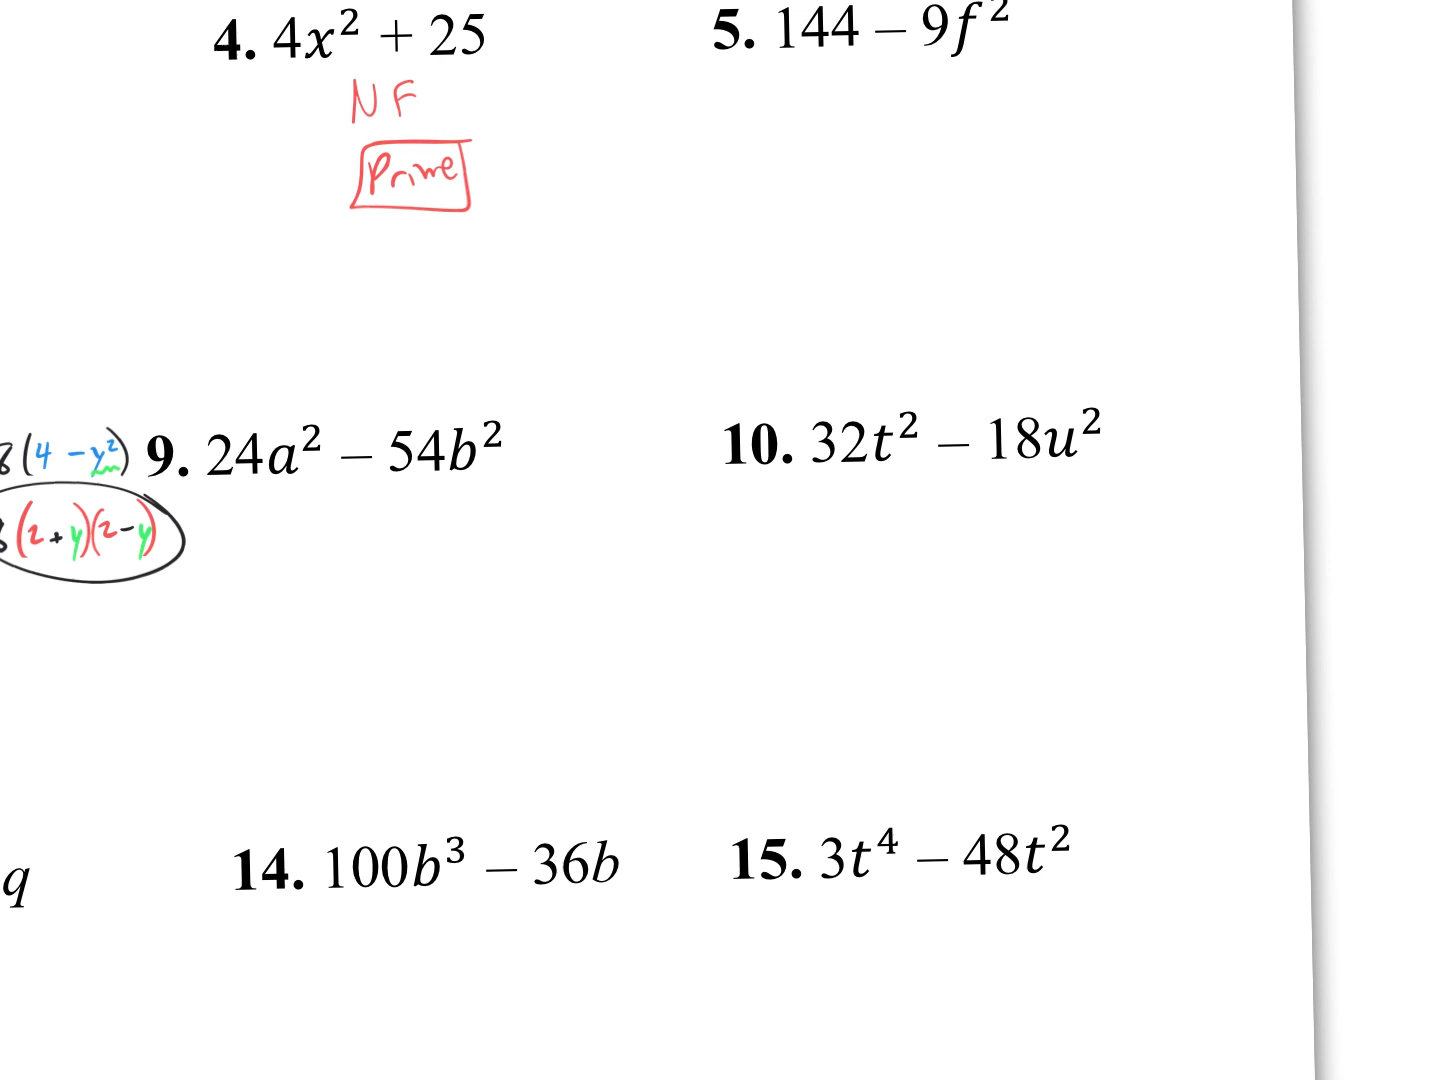 4. 4x² + 25
5. 144 – 9f²
N F
Prime
8(4 - y²)
9. 24a² – 54b²
10. 32t² – 18u²
(2+y)(2-y)
q
14. 100b³ – 36b
15. 3t⁴ – 48t²